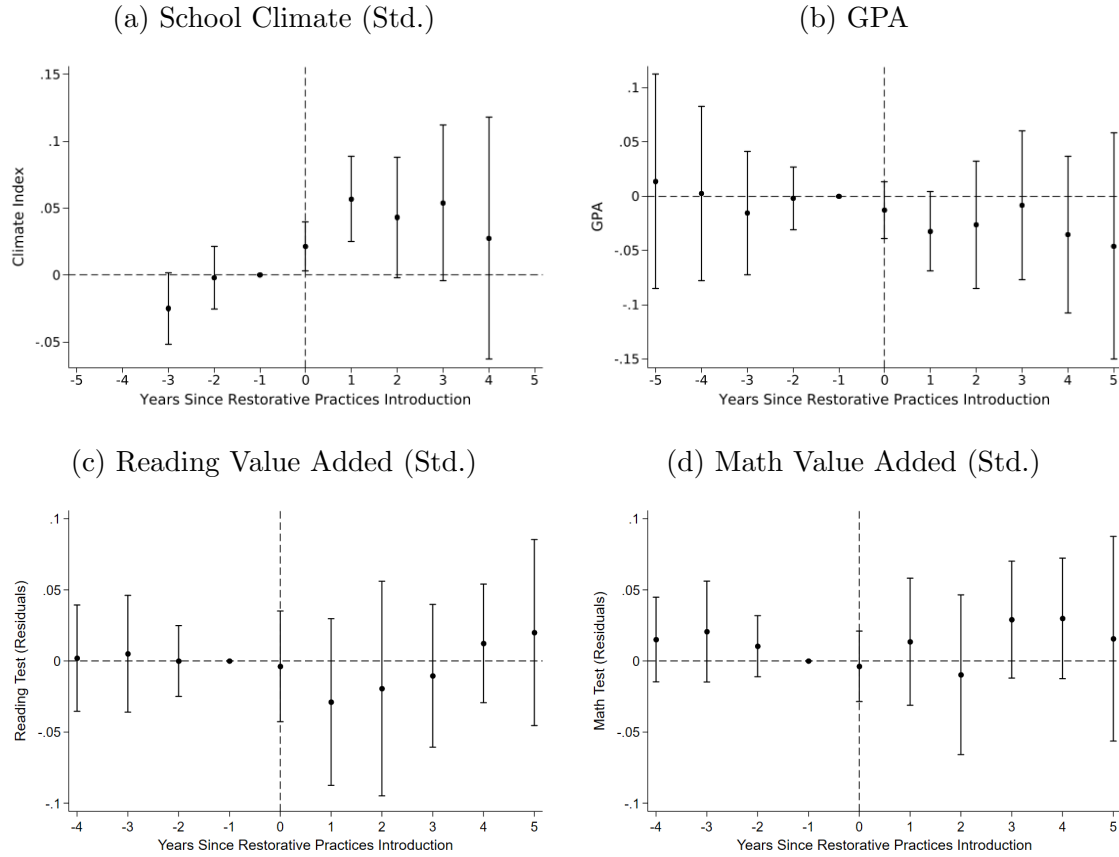 (a) School Climate (Std.)
(b) GPA
.15
.1
.05
0
-.05
Climate Index
-5 -4 -3 -2 -1 0 1 2 3 4 5
Years Since Restorative Practices Introduction
.1
.05
0
-.05
-.1
-.15
GPA
-5 -4 -3 -2 -1 0 1 2 3 4 5
Years Since Restorative Practices Introduction
(c) Reading Value Added (Std.)
(d) Math Value Added (Std.)
.1
.05
0
-.05
-.1
Reading Test (Residuals)
-4 -3 -2 -1 0 1 2 3 4 5
Years Since Restorative Practices Introduction
.1
.05
0
-.05
-.1
Math Test (Residuals)
-4 -3 -2 -1 0 1 2 3 4 5
Years Since Restorative Practices Introduction